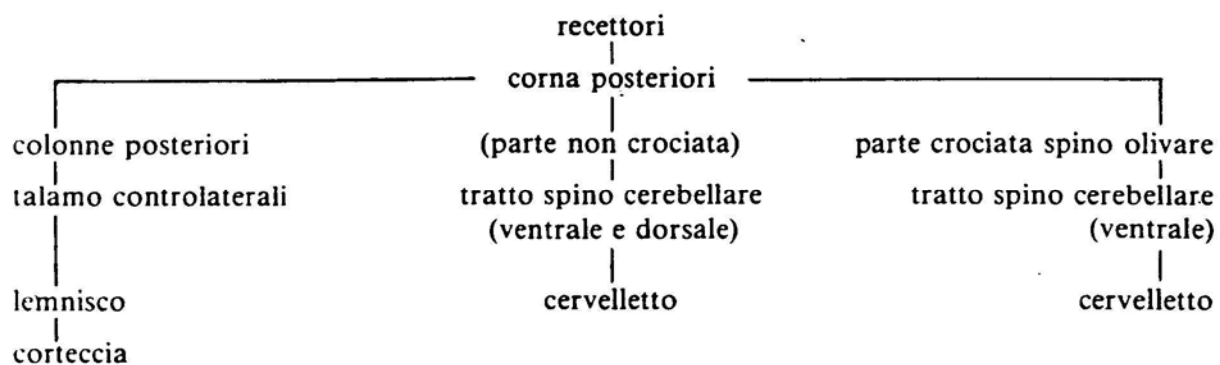 recettori
corna posteriori
colonne posteriori
(parte non crociata)
parte crociata spino olivare
talamo controlaterali
tratto spino cerebellare
(ventrale e dorsale)
tratto spino cerebellare
(ventrale)
lemnisco
cervelletto
cervelletto
corteccia